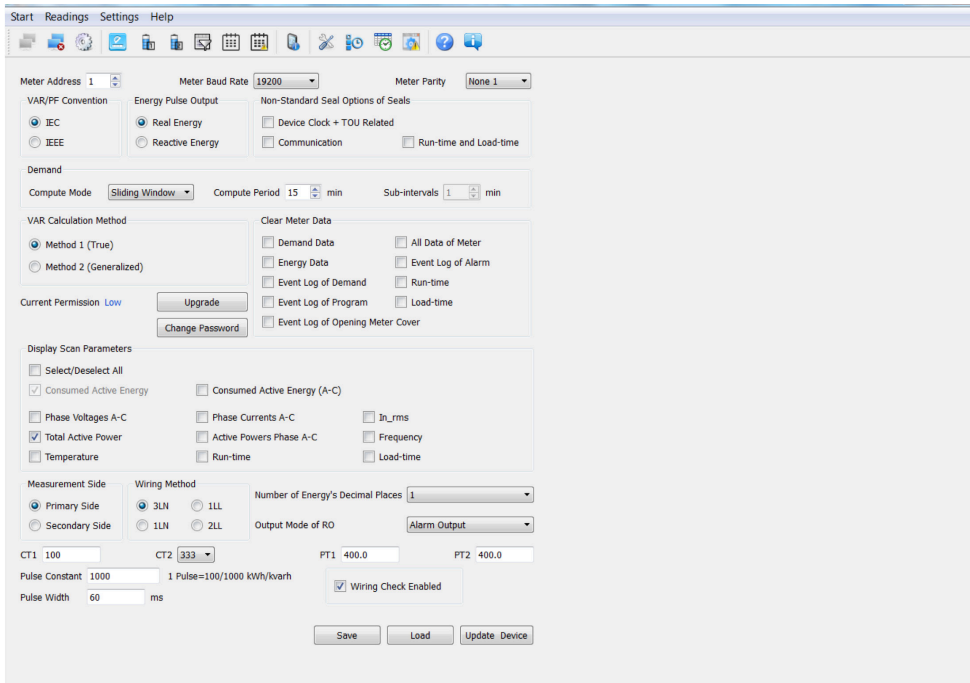 Start Readings Settings Help
Meter Address 1 Meter Baud Rate 19200 Meter Parity None 1
VAR/PF Convention Energy Pulse Output Non-Standard Seal Options of Seals
IEC Real Energy Device Clock + TOU Related
IEEE Reactive Energy Communication Run-time and Load-time
Demand
Compute Mode Sliding Window Compute Period 15 min Sub-intervals 1 min
VAR Calculation Method Clear Meter Data
Method 1 (True) Demand Data All Data of Meter
Method 2 (Generalized) Energy Data Event Log of Alarm
Event Log of Demand Run-time
Current Permission Low Upgrade Event Log of Program Load-time
Change Password Event Log of Opening Meter Cover
Display Scan Parameters
Select/Deselect All
Consumed Active Energy Consumed Active Energy (A-C)
Phase Voltages A-C Phase Currents A-C In_rms
Total Active Power Active Powers Phase A-C Frequency
Temperature Run-time Load-time
Measurement Side Wiring Method Number of Energy's Decimal Places 1
Primary Side 3LN 1LL
Secondary Side 1LN 2LL Output Mode of RO Alarm Output
CT1 100 CT2 333 PT1 400.0 PT2 400.0
Pulse Constant 1000 1 Pulse=100/1000 kWh/kvarh Wiring Check Enabled
Pulse Width 60 ms
Save Load Update Device